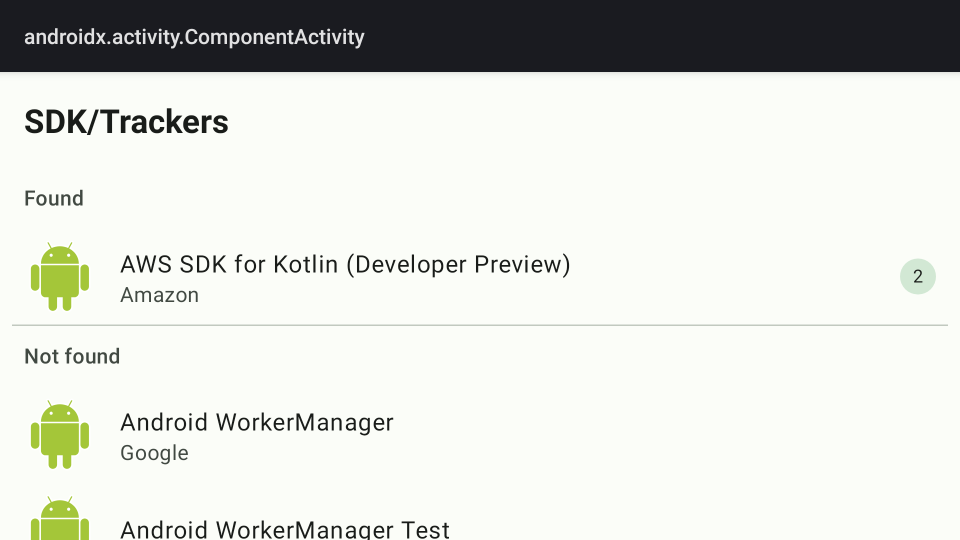 androidx.activity.ComponentActivity
SDK/Trackers
Found
AWS SDK for Kotlin (Developer Preview)
Amazon
2
Not found
Android WorkerManager
Google
Android WorkerManager Test